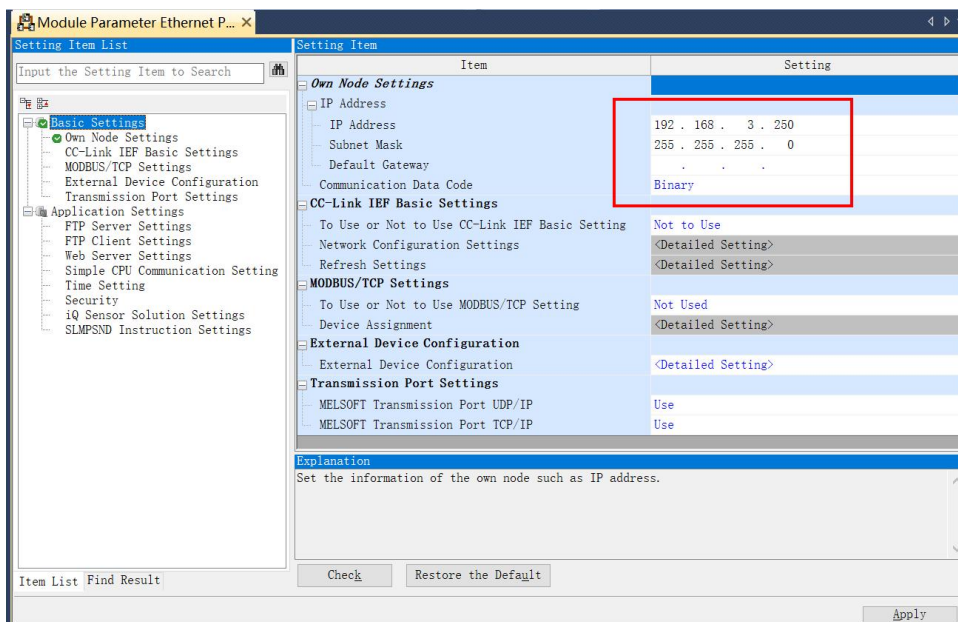 Module Parameter Ethernet P...
Setting Item List
Input the Setting Item to Search
Basic Settings
Own Node Settings
CC-Link IEF Basic Settings
MODBUS/TCP Settings
External Device Configuration
Transmission Port Settings
Application Settings
FTP Server Settings
FTP Client Settings
Web Server Settings
Simple CPU Communication Setting
Time Setting
Security
iQ Sensor Solution Settings
SLMPSND Instruction Settings
Item List Find Result
Setting Item
Item Setting
Own Node Settings
IP Address
IP Address 192 . 168 . 3 . 250
Subnet Mask 255 . 255 . 255 . 0
Default Gateway . . .
Communication Data Code Binary
CC-Link IEF Basic Settings
To Use or Not to Use CC-Link IEF Basic Setting Not to Use
Network Configuration Settings <Detailed Setting>
Refresh Settings <Detailed Setting>
MODBUS/TCP Settings
To Use or Not to Use MODBUS/TCP Setting Not Used
Device Assignment <Detailed Setting>
External Device Configuration
External Device Configuration <Detailed Setting>
Transmission Port Settings
MELSOFT Transmission Port UDP/IP Use
MELSOFT Transmission Port TCP/IP Use
Explanation
Set the information of the own node such as IP address.
Check Restore the Default
Apply